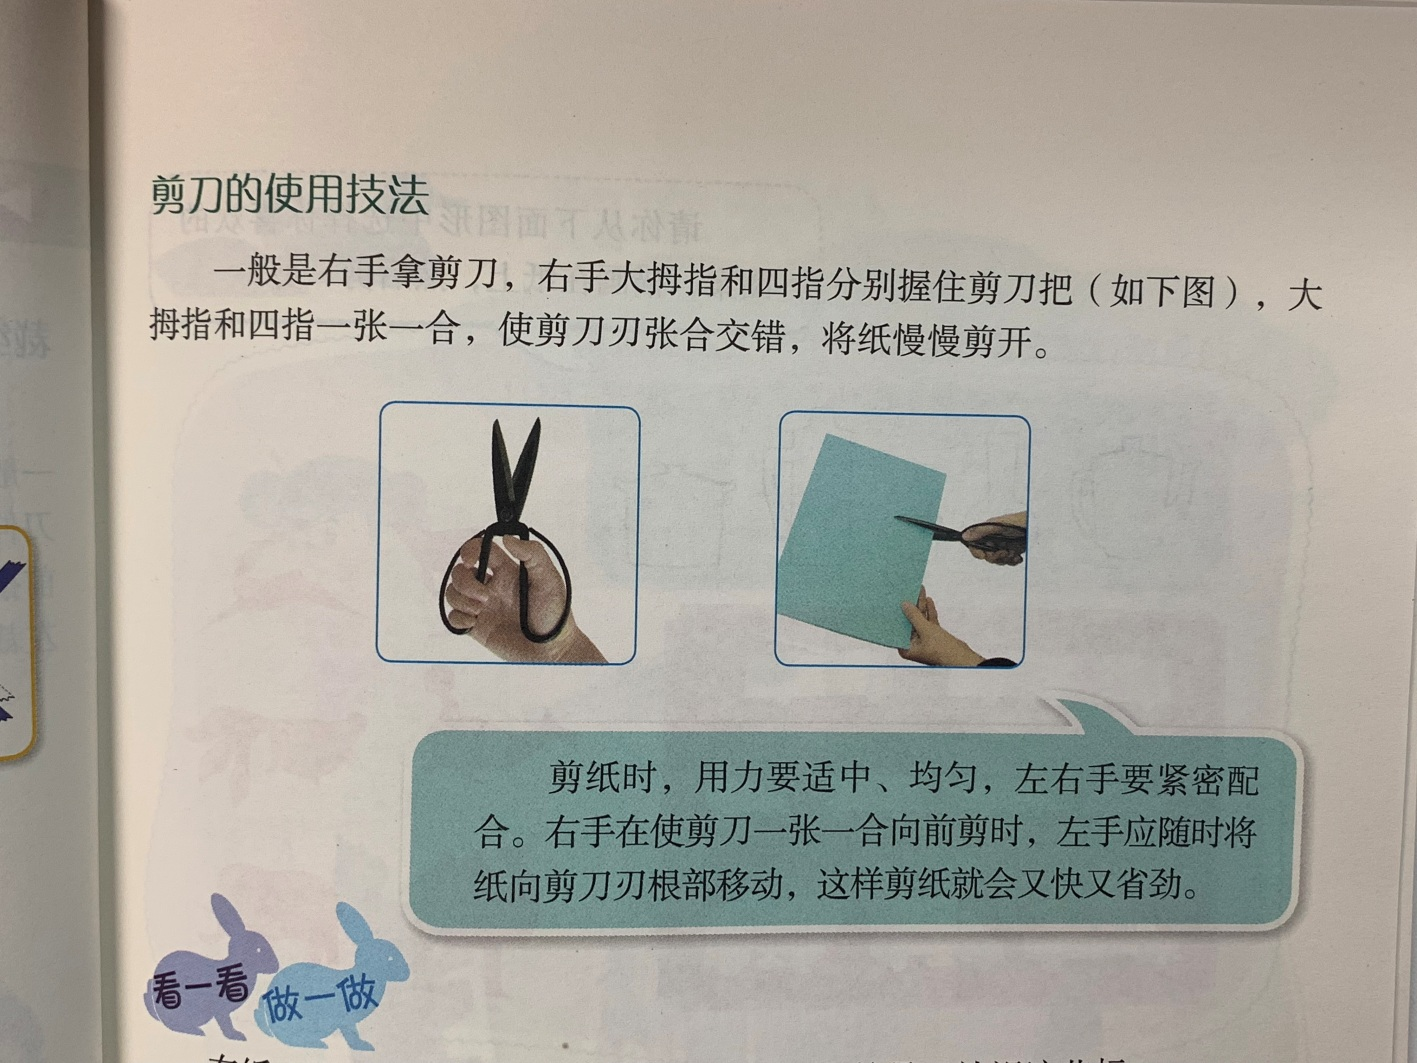 剪刀的使用技法
一般是右手拿剪刀，右手大拇指和四指分别握住剪刀把（如下图），大
拇指和四指一张一合，使剪刀刃张合交错，将纸慢慢剪开。
剪纸时，用力要适中、均匀，左右手要紧密配
合。右手在使剪刀一张一合向前剪时，左手应随时将
纸向剪刀刃根部移动，这样剪纸就会又快又省劲。
看一看
做一做